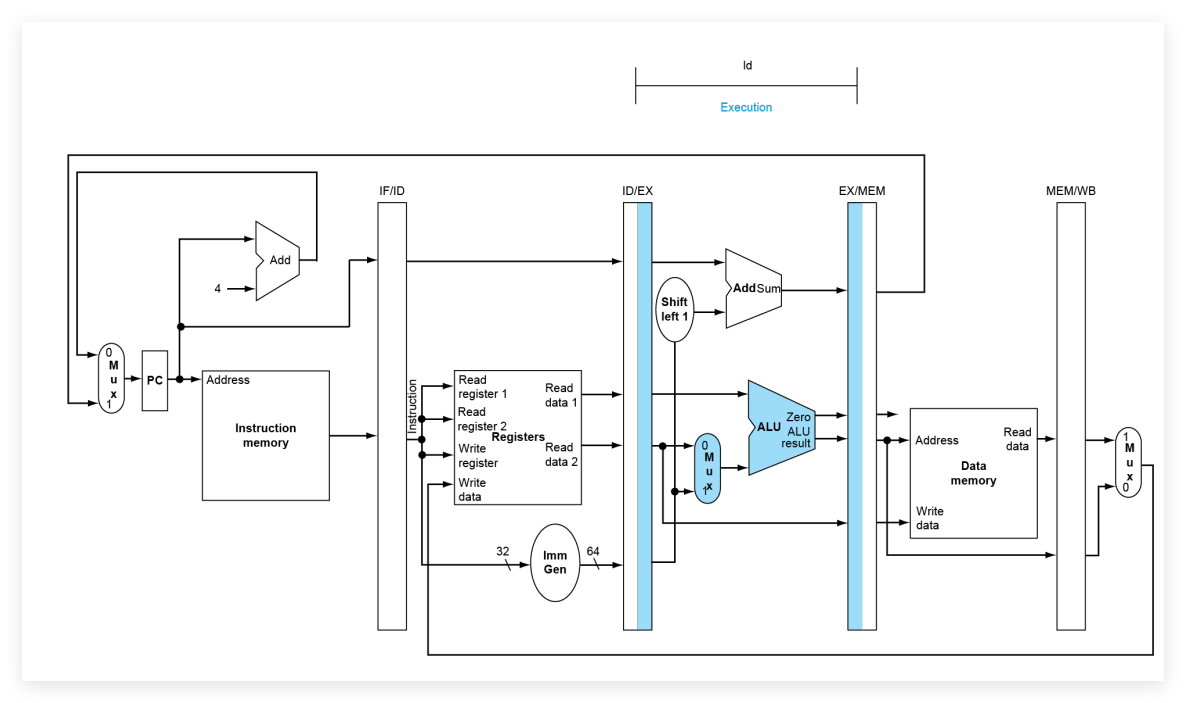 ld
Execution
IF/ID
ID/EX
EX/MEM
MEM/WB
Add
4
Add Sum
Shift
left 1
0
M
u
x
1
PC
Address
Instruction
memory
Instruction
Read
register 1
Read
register 2
Write
register
Write
data
Registers
Read
data 1
Read
data 2
0
M
u
x
1
ALU
Zero
ALU
result
Address
Read
data
Data
memory
Write
data
1
M
u
x
0
32
Imm
Gen
64